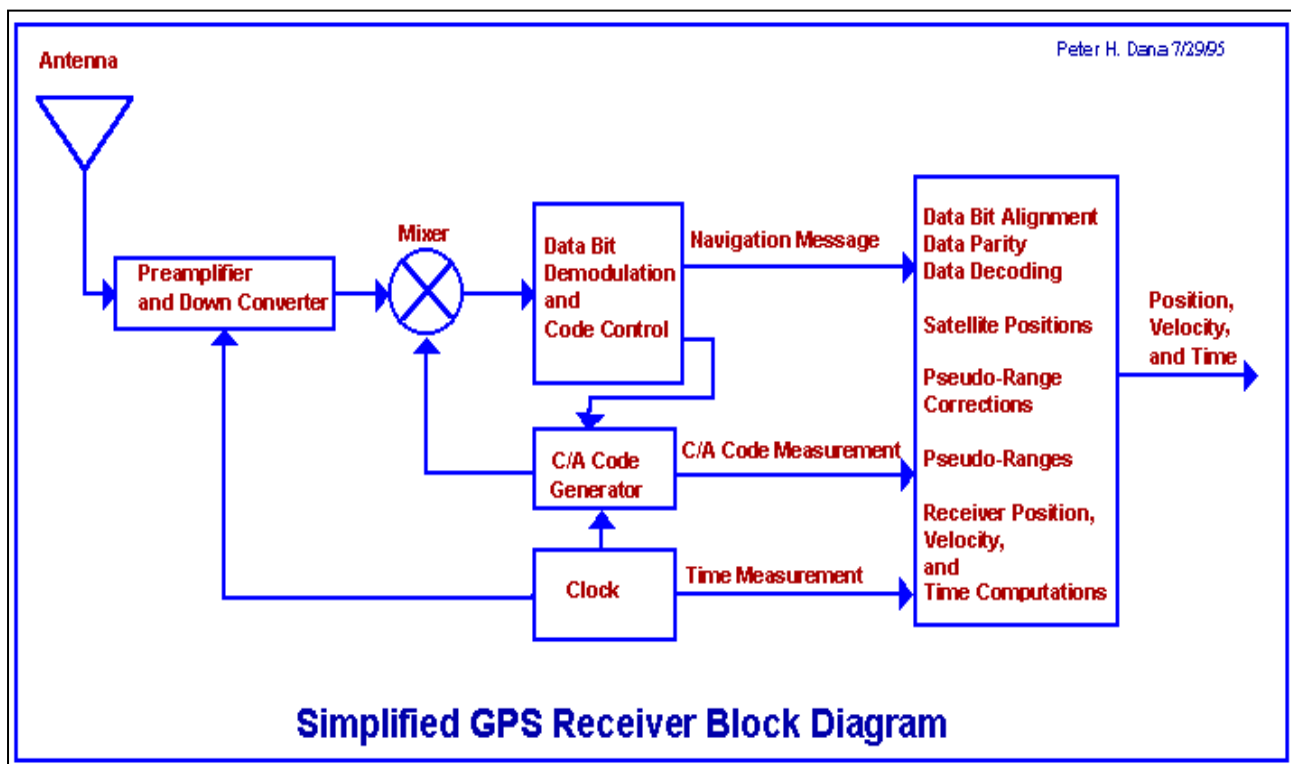 Peter H. Dana 7/29/95
Antenna
Preamplifier
and Down Converter
Mixer
Data Bit
Demodulation
and
Code Control
Navigation Message
C/A Code
Generator
C/A Code Measurement
Clock
Time Measurement
Data Bit Alignment
Data Parity
Data Decoding
Satellite Positions
Pseudo-Range
Corrections
Pseudo-Ranges
Receiver Position,
Velocity,
and
Time Computations
Position,
Velocity,
and Time
Simplified GPS Receiver Block Diagram